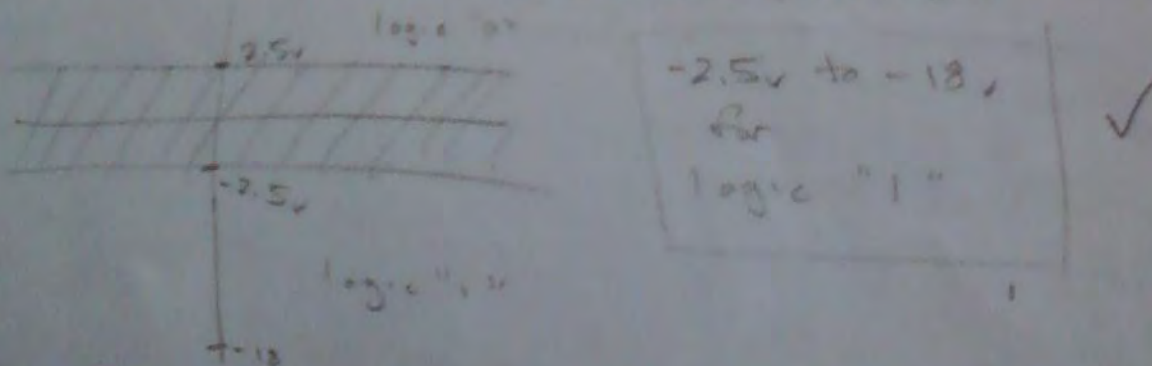 logic "0"
2.5v
-2.5v
logic "1"
-18
-2.5v to -18v
for
logic "1"